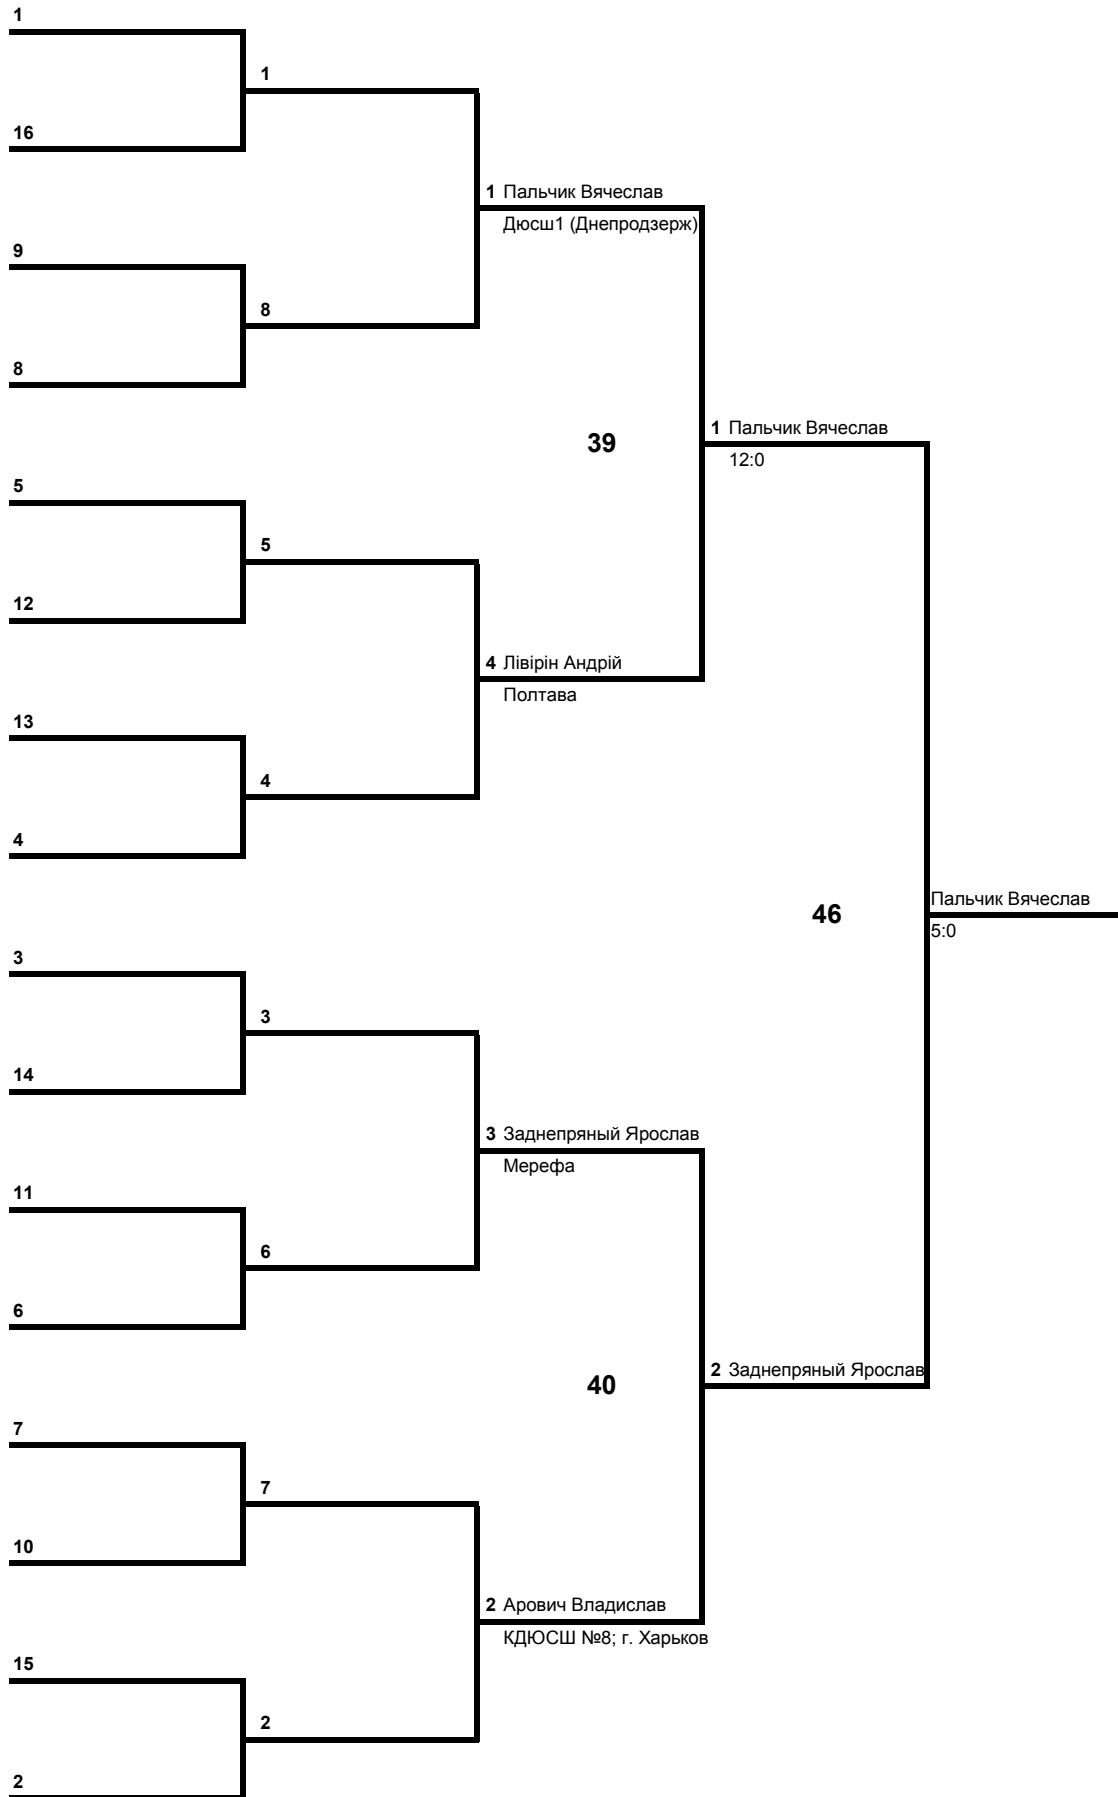 1
1
16
1 Пальчик Вячеслав
Дюсш1 (Днепродзерж)
9
8
8
39
1 Пальчик Вячеслав
12:0
5
5
12
4 Лівірін Андрій
Полтава
13
4
4
46
Пальчик Вячеслав
5:0
3
3
14
3 Заднепряный Ярослав
Мерефа
11
6
6
40
2 Заднепряный Ярослав
7
7
10
2 Арович Владислав
КДЮСШ №8; г. Харьков
15
2
2